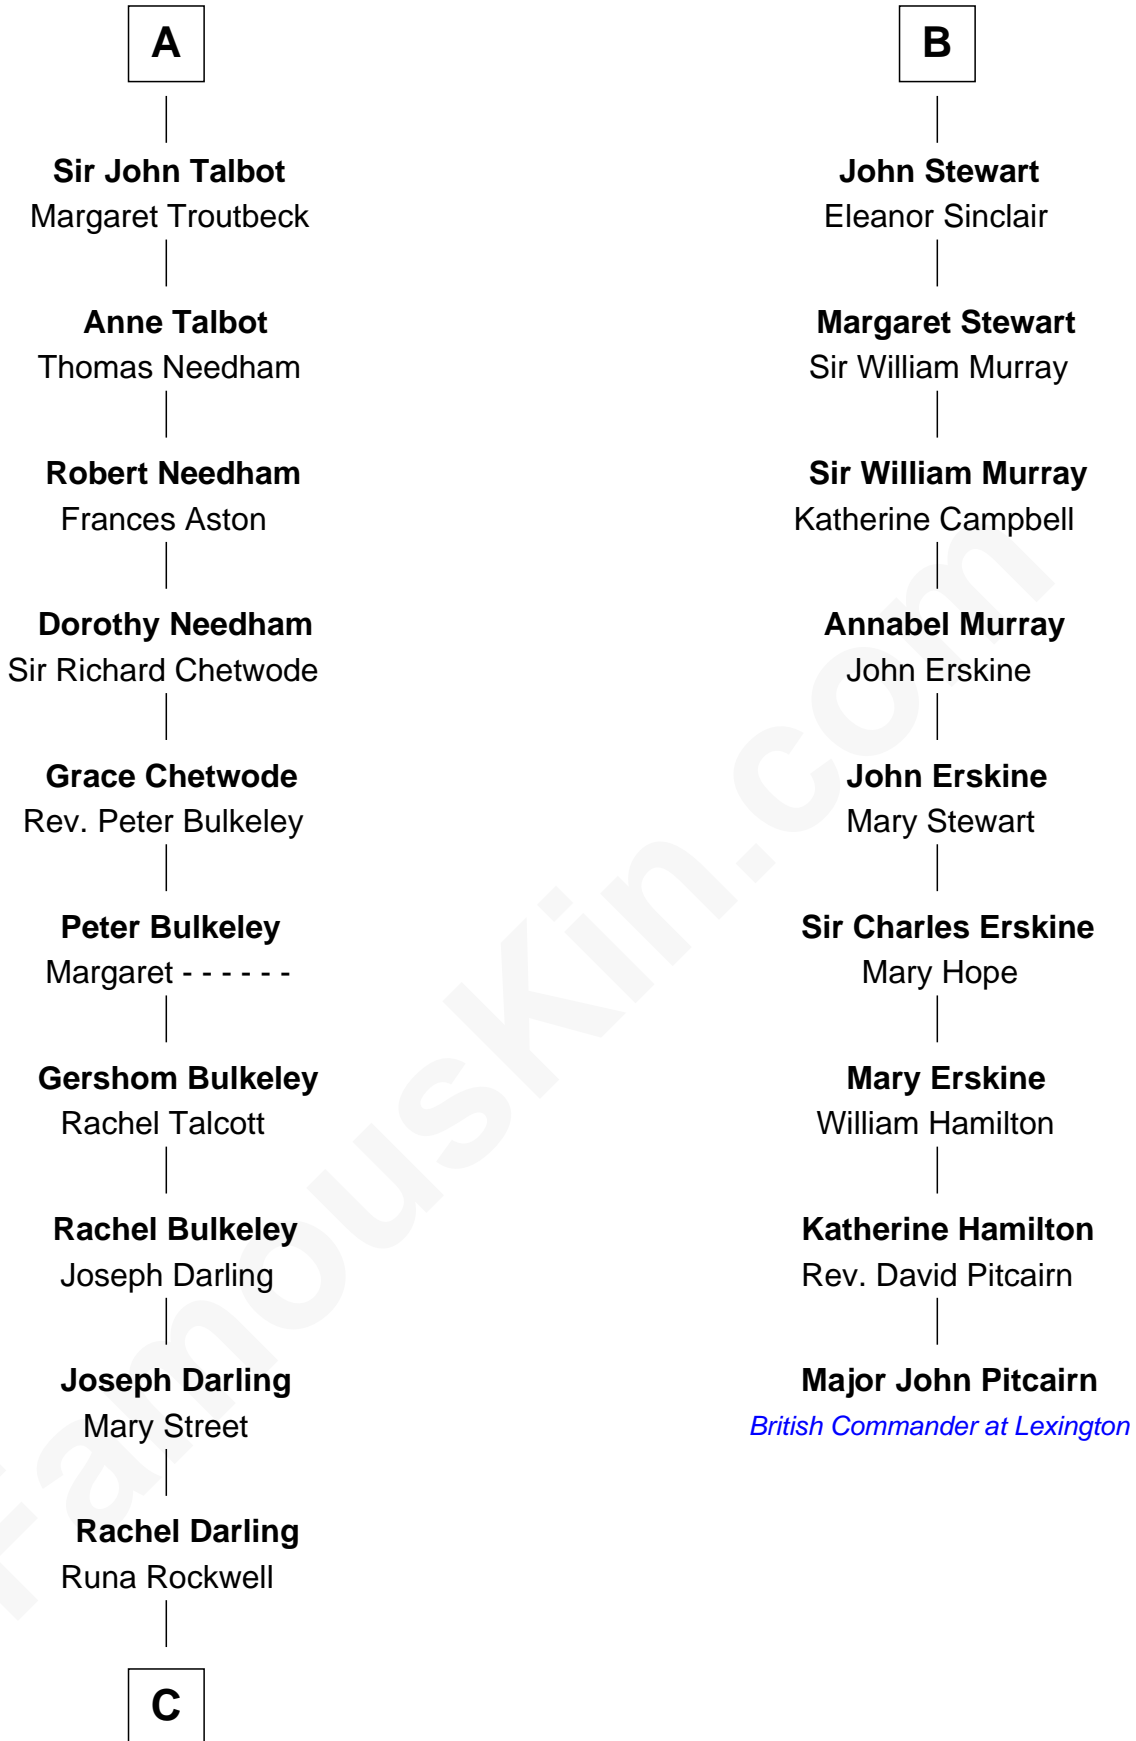 A
Sir John Talbot
Margaret Troutbeck
Anne Talbot
Thomas Needham
Robert Needham
Frances Aston
Dorothy Needham
Sir Richard Chetwode
Grace Chetwode
Rev. Peter Bulkeley
Peter Bulkeley
Margaret - - - - - -
Gershom Bulkeley
Rachel Talcott
Rachel Bulkeley
Joseph Darling
Joseph Darling
Mary Street
Rachel Darling
Runa Rockwell
C
B
John Stewart
Eleanor Sinclair
Margaret Stewart
Sir William Murray
Sir William Murray
Katherine Campbell
Annabel Murray
John Erskine
John Erskine
Mary Stewart
Sir Charles Erskine
Mary Hope
Mary Erskine
William Hamilton
Katherine Hamilton
Rev. David Pitcairn
Major John Pitcairn
British Commander at Lexington
FamousKin.com